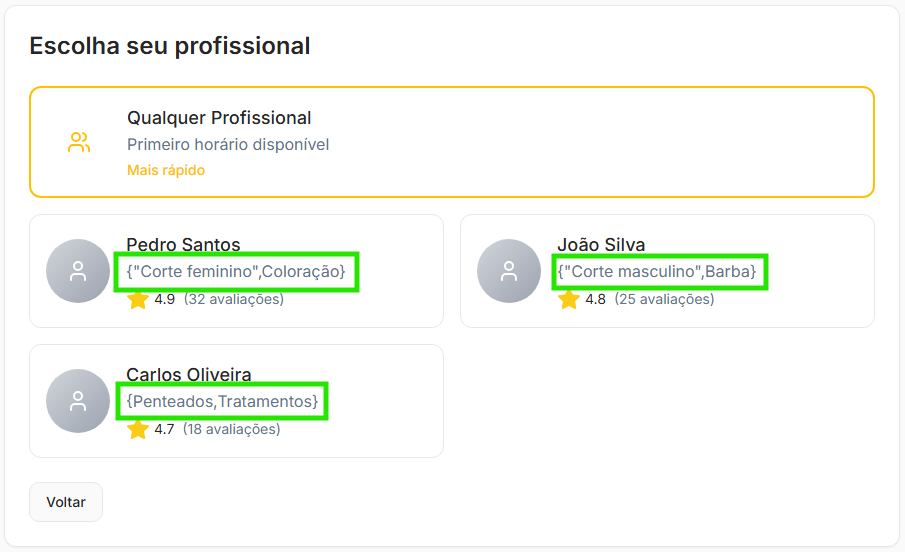 Escolha seu profissional
Qualquer Profissional
Primeiro horário disponível
Mais rápido
Pedro Santos
{"Corte feminino",Coloração}
4.9 (32 avaliações)
João Silva
{"Corte masculino",Barba}
4.8 (25 avaliações)
Carlos Oliveira
{Penteados,Tratamentos}
4.7 (18 avaliações)
Voltar